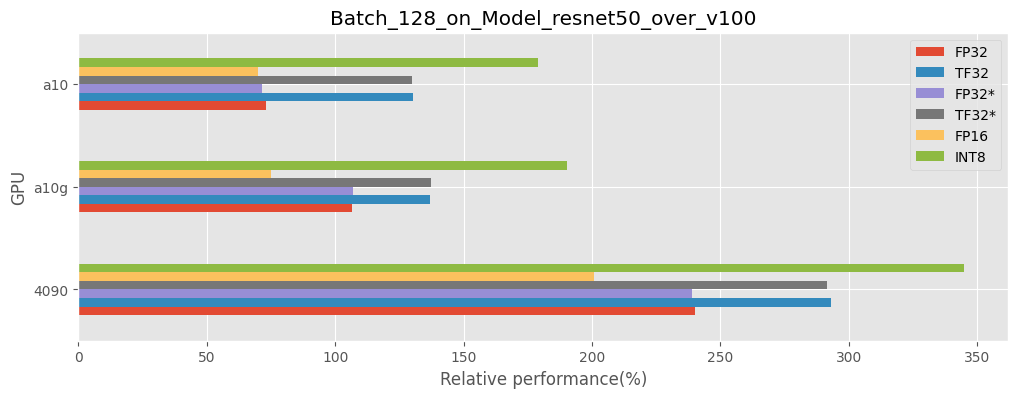 Batch_128_on_Model_resnet50_over_v100
FP32
TF32
FP32*
TF32*
FP16
INT8
a10
a10g
4090
GPU
0 50 100 150 200 250 300 350
Relative performance(%)